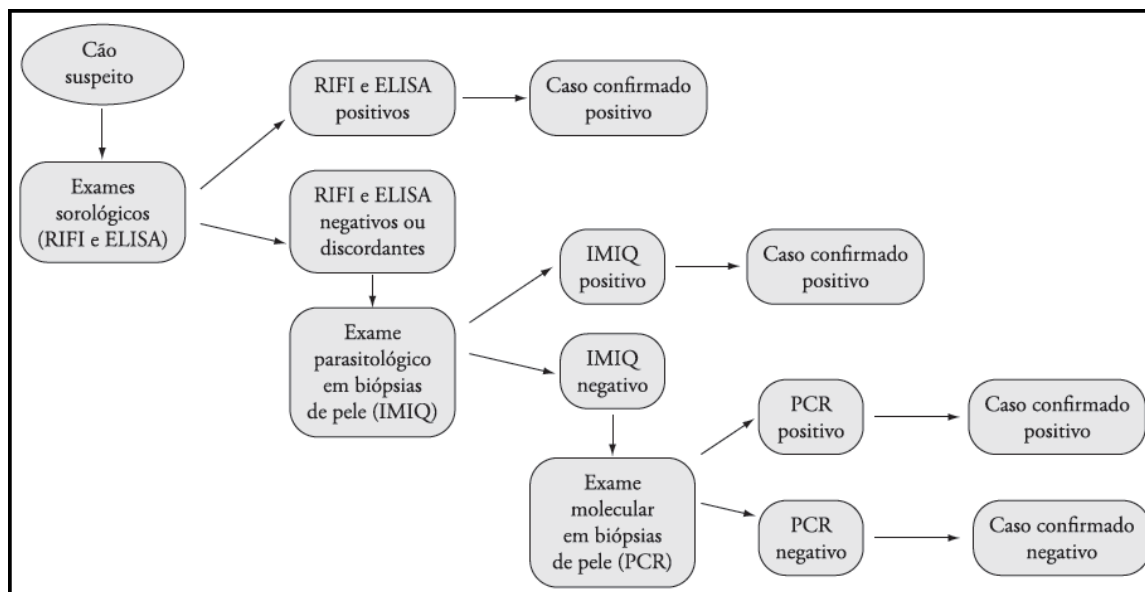 Cão
suspeito
Exames
sorológicos
(RIFI e ELISA)
RIFI e ELISA
positivos
Caso confirmado
positivo
RIFI e ELISA
negativos ou
discordantes
Exame
parasitológico
em biópsias
de pele (IMIQ)
IMIQ
positivo
Caso confirmado
positivo
IMIQ
negativo
Exame
molecular
em biópsias
de pele (PCR)
PCR
positivo
Caso confirmado
positivo
PCR
negativo
Caso confirmado
negativo